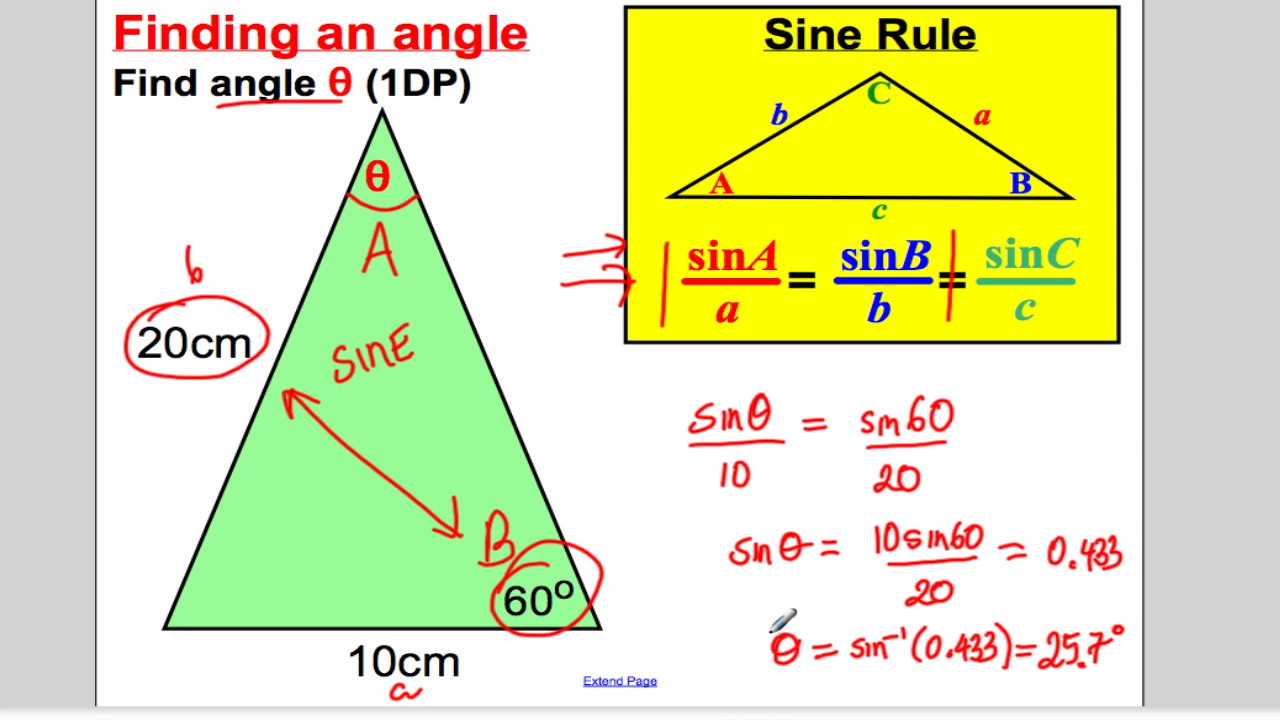 Finding an angle
Find angle θ (1DP)
θ
A
b
20cm
SINE
B
60º
10cm
a
Extend Page
Sine Rule
C
b
a
A
B
c
sinA/a = sinB/b = sinC/c
sinθ/10 = sin60/20
sinθ = 10sin60/20 = 0.433
θ = sin⁻¹(0.433) = 25.7°